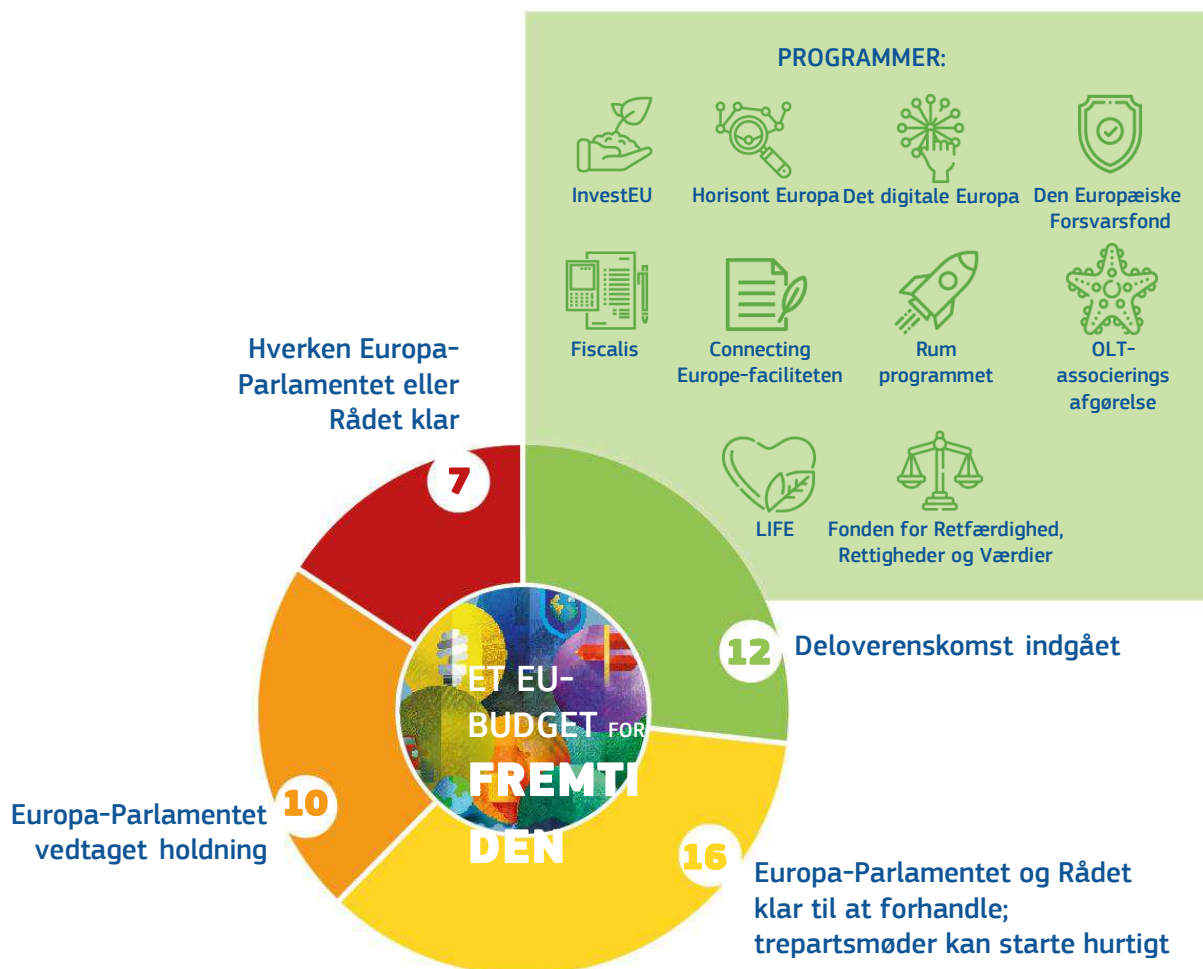 PROGRAMMER:
InvestEU
Horisont Europa
Det digitale Europa
Den Europæiske
Forsvarsfond
Fiscalis
Connecting
Europe-faciliteten
Rum
programmet
OLT-
associerings
afgørelse
LIFE
Fonden for Retfærdighed,
Rettigheder og Værdier
Hverken Europa-
Parlamentet eller
Rådet klar
7
12
Deloverenskomst indgået
ET EU-
BUDGET FOR
FREMTI
DEN
10
Europa-Parlamentet
vedtaget holdning
16
Europa-Parlamentet og Rådet
klar til at forhandle;
trepartsmøder kan starte hurtigt